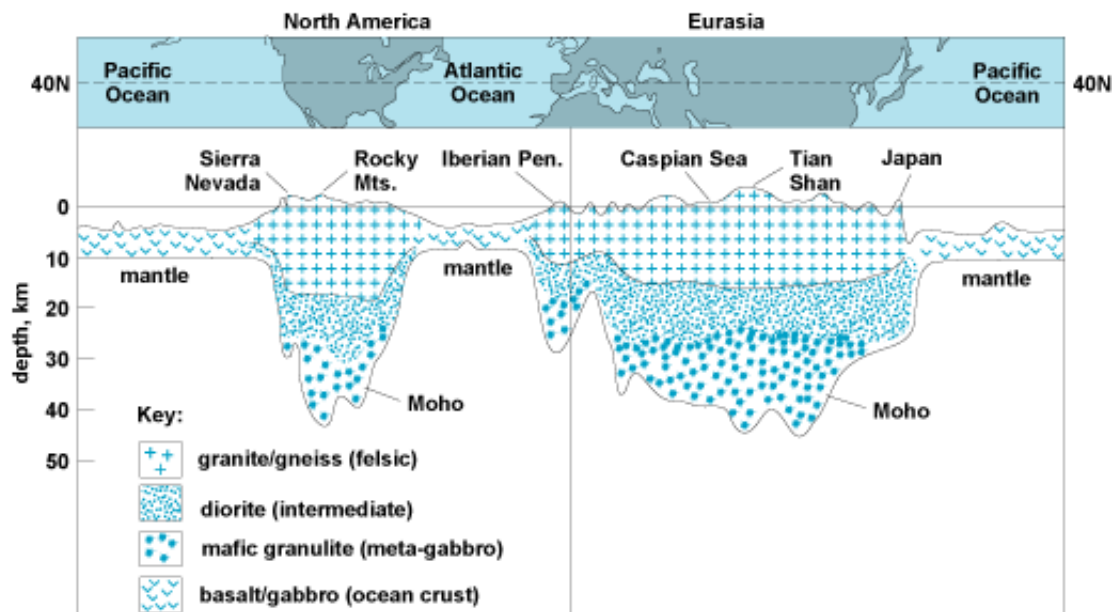 North America
Eurasia
40N
Pacific
Ocean
Atlantic
Ocean
Pacific
Ocean
40N
Sierra
Nevada
Rocky
Mts.
Iberian Pen.
Caspian Sea
Tian
Shan
Japan
0
10
20
30
40
50
depth, km
mantle
mantle
mantle
Moho
Moho
Key:
granite/gneiss (felsic)
diorite (intermediate)
mafic granulite (meta-gabbro)
basalt/gabbro (ocean crust)